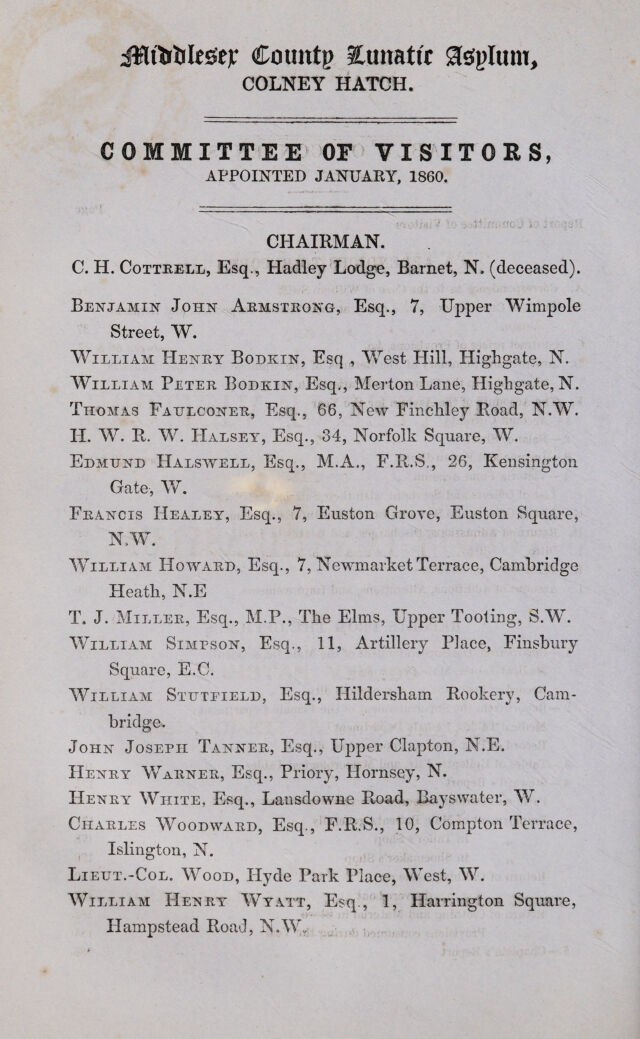 Middlesex County Lunatic Asylum,
COLNEY HATCH.
COMMITTEE OF VISITORS,
APPOINTED JANUARY, 1860.
CHAIRMAN.
C. H. COTTRELL, Esq., Hadley Lodge, Barnet, N. (deceased).
BENJAMIN JOHN ARMSTRONG, Esq., 7, Upper Wimpole
Street, W.
WILLIAM HENRY BODKIN, Esq , West Hill, Highgate, N.
WILLIAM PETER BODKIN, Esq., Merton Lane, Highgate, N.
THOMAS FAULCONER, Esq., 66, New Finchley Road, N.W.
H. W. R. W. HALSEY, Esq., 34, Norfolk Square, W.
EDMUND HALSWELL, Esq., M.A., F.R.S., 26, Kensington
Gate, W.
FRANCIS HEALEY, Esq., 7, Euston Grove, Euston Square,
N.W.
WILLIAM HOWARD, Esq., 7, Newmarket Terrace, Cambridge
Heath, N.E
T. J. MILLER, Esq., M.P., The Elms, Upper Tooting, S.W.
WILLIAM SIMPSON, Esq., 11, Artillery Place, Finsbury
Square, E.C.
WILLIAM STUTFIELD, Esq., Hildersham Rookery, Cam-
bridge.
JOHN JOSEPH TANNER, Esq., Upper Clapton, N.E.
HENRY WARNER, Esq., Priory, Hornsey, N.
HENRY WHITE, Esq., Lansdowne Road, Bayswater, W.
CHARLES WOODWARD, Esq., F.R.S., 10, Compton Terrace,
Islington, N.
LIEUT.-COL. WOOD, Hyde Park Place, West, W.
WILLIAM HENRY WYATT, Esq., 1, Harrington Square,
Hampstead Road, N.W.